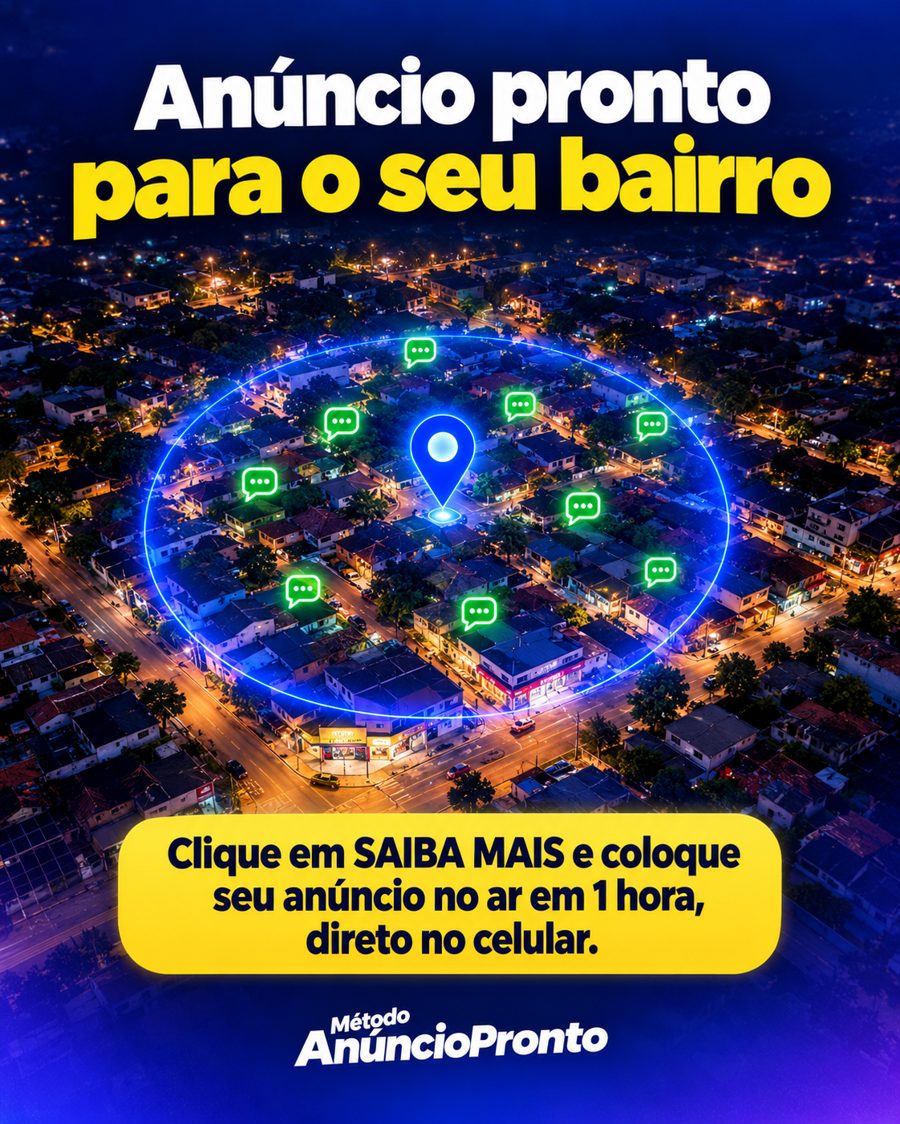 Anúncio pronto
para o seu bairro
Clique em SAIBA MAIS e coloque
seu anúncio no ar em 1 hora,
direto no celular.
Método
AnúncioPronto